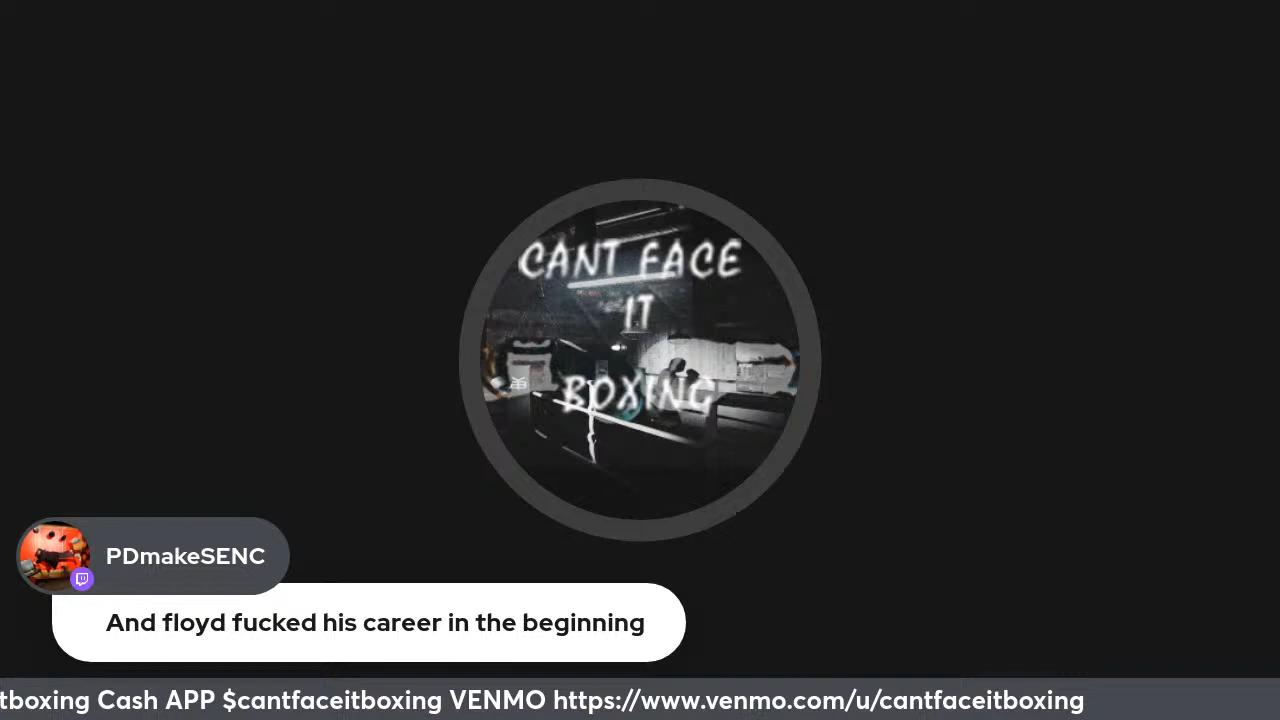 CANT FACE
IT
BOXING
PDmakeSENC
And floyd fucked his career in the beginning
tboxing Cash APP $cantfaceitboxing VENMO https://www.venmo.com/u/cantfaceitboxing